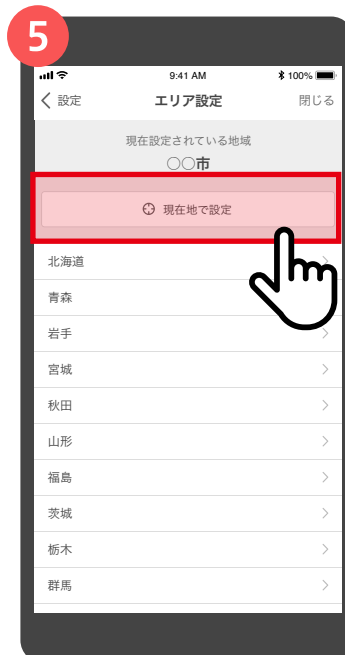 5
9:41 AM
100%
設定
エリア設定
閉じる
現在設定されている地域
○○市
現在地で設定
北海道
青森
岩手
宮城
秋田
山形
福島
茨城
栃木
群馬